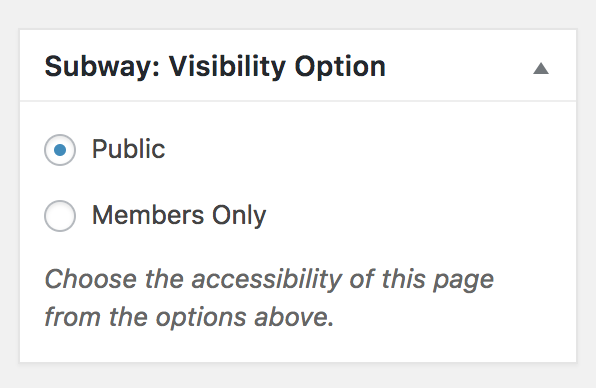 Subway: Visibility Option
Public
Members Only
Choose the accessibility of this page
from the options above.